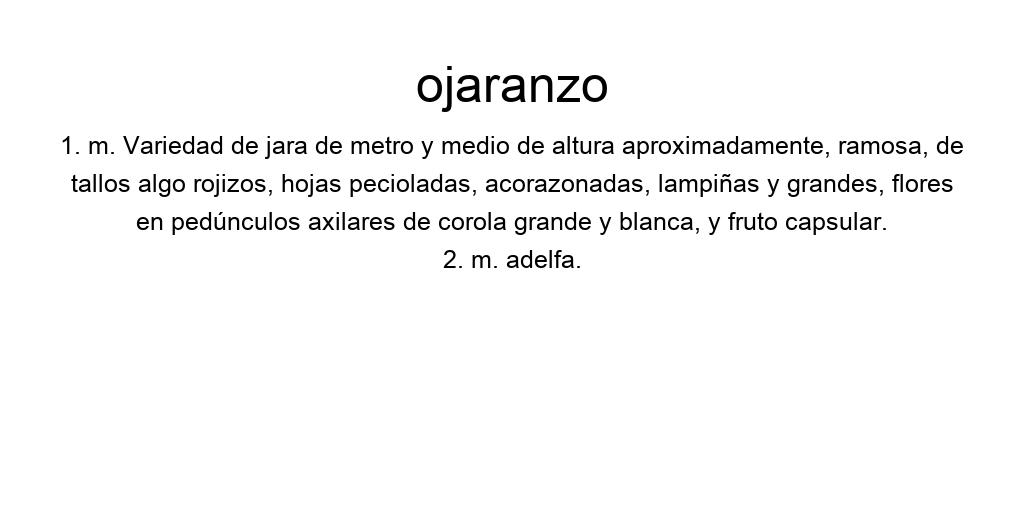 ojaranzo
1. m. Variedad de jara de metro y medio de altura aproximadamente, ramosa, de
tallos algo rojizos, hojas pecioladas, acorazonadas, lampiñas y grandes, flores
en pedúnculos axilares de corola grande y blanca, y fruto capsular.
2. m. adelfa.